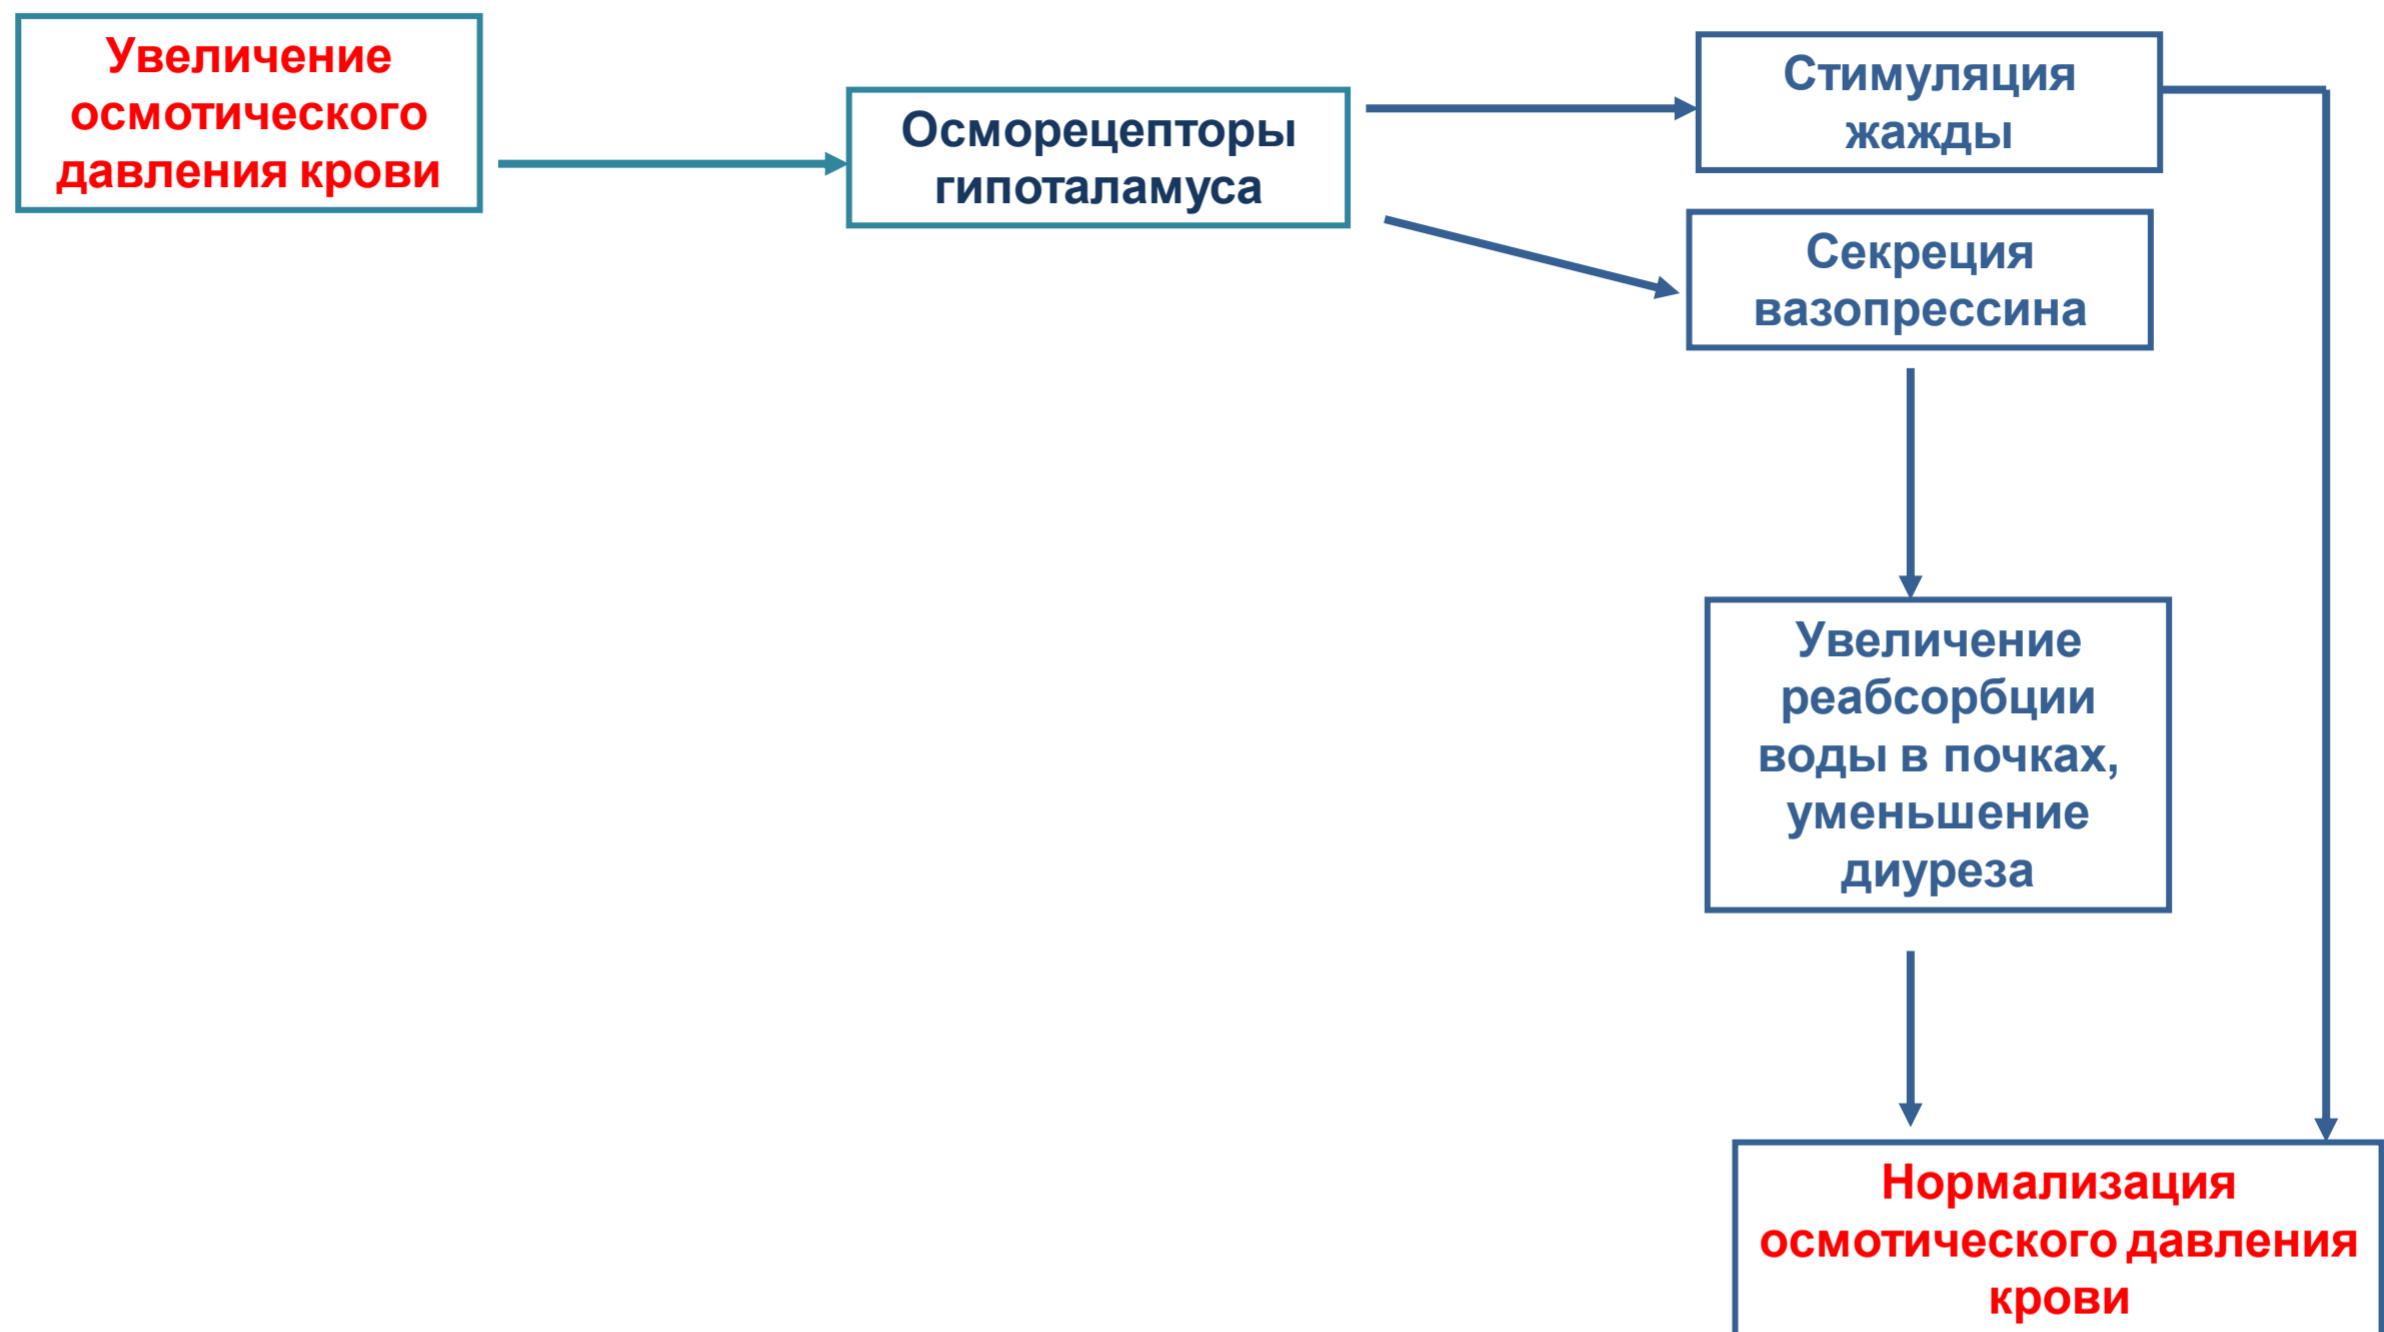 Увеличение
осмотического
давления крови
Осморецепторы
гипоталамуса
Стимуляция
жажды
Секреция
вазопрессина
Увеличение
реабсорбции
воды в почках,
уменьшение
диуреза
Нормализация
осмотического давления
крови